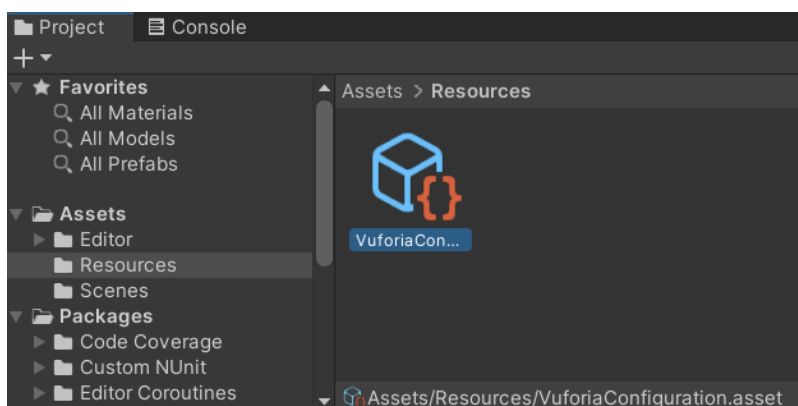 Project
Console
Favorites
All Materials
All Models
All Prefabs
Assets
Editor
Resources
Scenes
Packages
Code Coverage
Custom NUnit
Editor Coroutines
Assets > Resources
VuforiaCon...
Assets/Resources/VuforiaConfiguration.asset